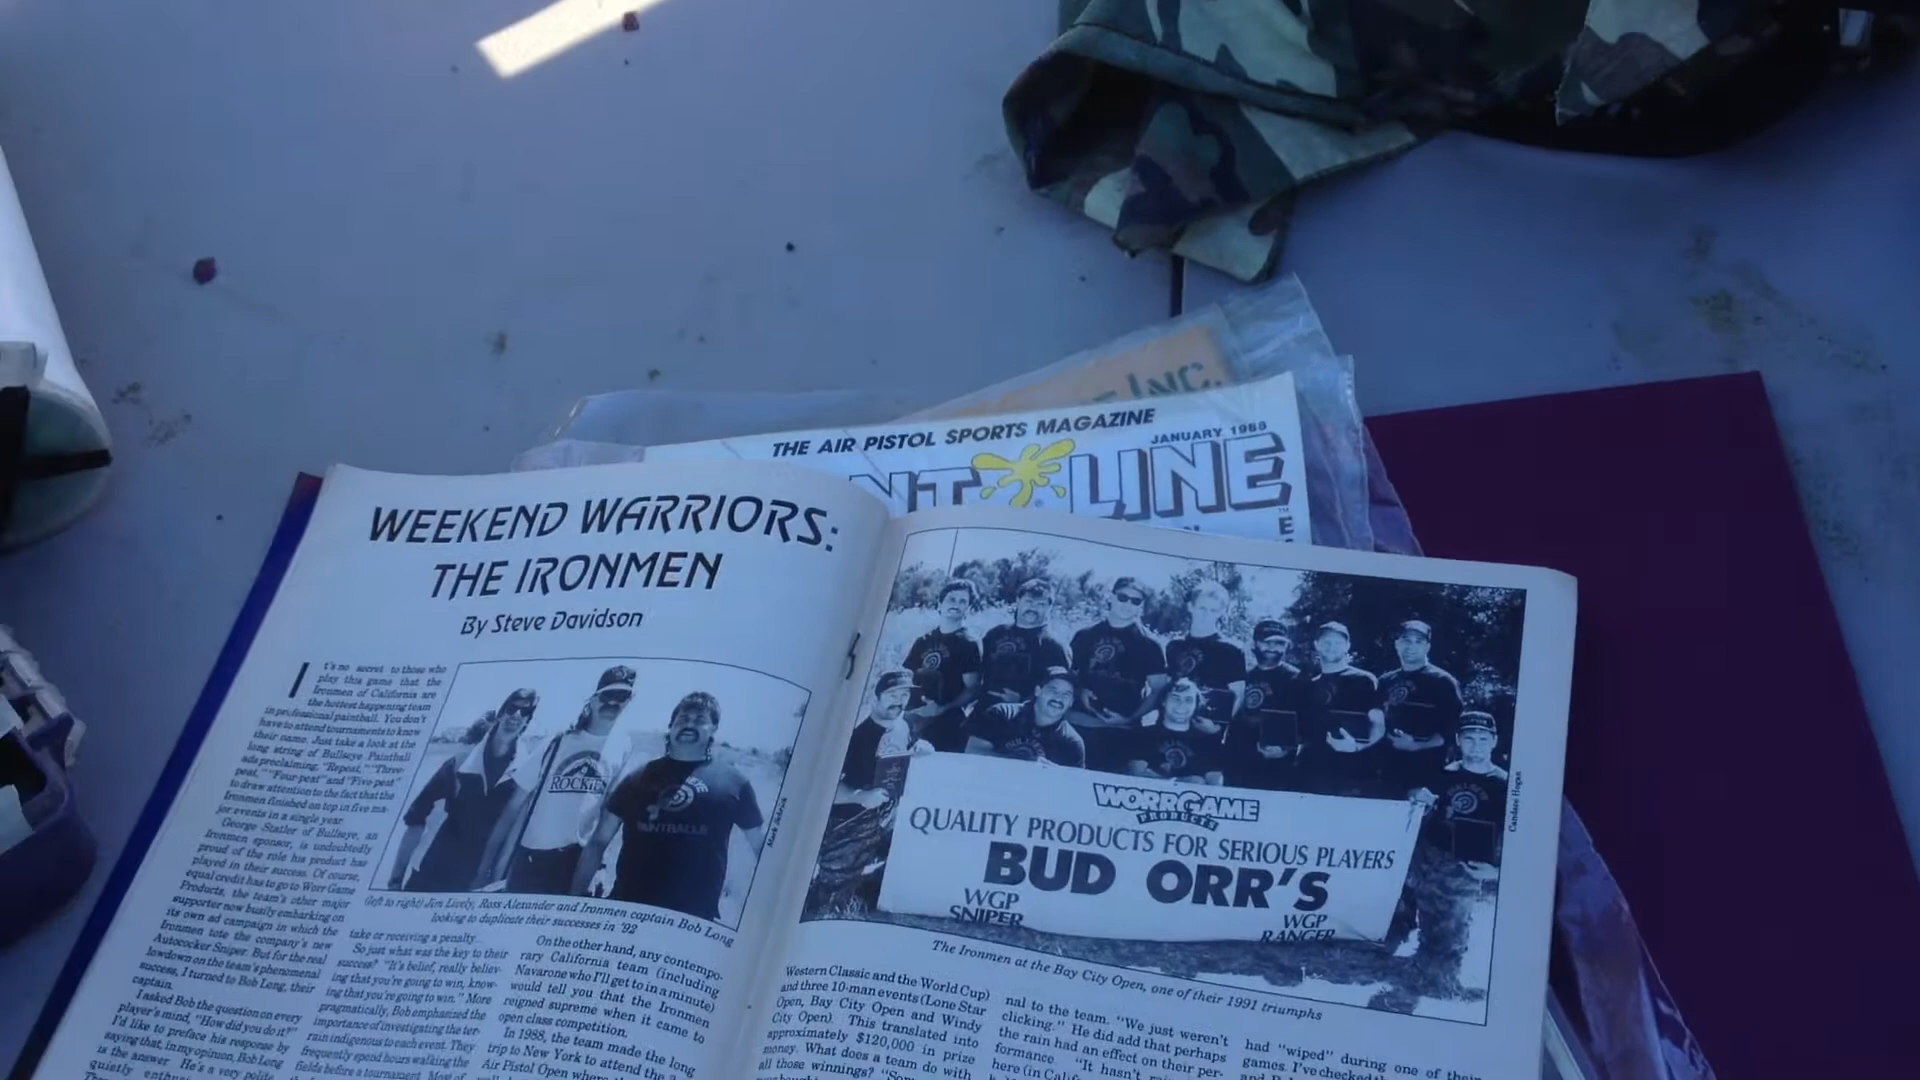 INC.
THE AIR PISTOL SPORTS MAGAZINE
JANUARY 1988
NT LINE
WEEKEND WARRIORS:
THE IRONMEN
By Steve Davidson
It's no secret to those who
play this game that the
Ironmen of California are
the hottest happening team
in professional paintball. You don't
have to attend tournaments to know
their name. Just take a look at the
long string of Bullseye Paintball
ads proclaiming, "Repeat," "Three-
peat," "Four-peat" and "Five-peat"
to draw attention to the fact that the
Ironmen finished on top in five ma-
jor events in a single year.
George Statler of Bullseye, an
Ironmen sponsor, is undoubtedly
proud of the role his product has
played in their success. Of course,
equal credit has to go to Worr Game
Products, the team's other major
supporter now busily embarking on
its own ad campaign in which the
Ironmen tote the company's new
Autococker Sniper. But for the real
lowdown on the team's phenomenal
success, I turned to Bob Long, their
captain.
I asked Bob the question on every
player's mind, "How did you do it?"
I'd like to preface his response by
saying that, in my opinion, Bob Long
is the answer. He's a very polite,
quietly
ROCKIES
PAINTBALLS
(left to right) Jim Lively, Ross Alexander and Ironmen captain Bob Long
looking to duplicate their successes in '92
take or receiving a penalty...
So just what was the key to their
success? "It's belief, really believ-
ing that you're going to win, know-
ing that you're going to win." More
pragmatically, Bob emphasized the
importance of investigating the ter-
rain indigenous to each event. They
frequently spend hours walking the
fields before a tournament. Most of
On the other hand, any contempo-
rary California team (including
Navarone who I'll get to in a minute)
would tell you that the Ironmen
reigned supreme when it came to
open class competition.
In 1988, the team made the long
trip to New York to attend the
Air Pistol Open where the
WORR GAME
PRODUCTS
QUALITY PRODUCTS FOR SERIOUS PLAYERS
BUD ORR'S
WGP
SNIPER
WGP
RANGER
Candace Hogan
The Ironmen at the Bay City Open, one of their 1991 triumphs
Western Classic and the World Cup)
and three 10-man events (Lone Star
Open, Bay City Open and Windy
City Open). This translated into
approximately $120,000 in prize
money. What does a team do with
all those winnings?
nal to the team. "We just weren't
clicking." He did add that perhaps
the rain had an effect on their per-
formance. "It hasn't
here (in
had "wiped" during one of their
games. I've checked